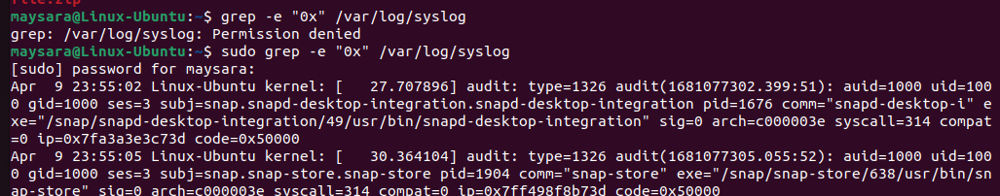 maysara@Linux-Ubuntu:~$ grep -e "0x" /var/log/syslog
grep: /var/log/syslog: Permission denied
maysara@Linux-Ubuntu:~$ sudo grep -e "0x" /var/log/syslog
[sudo] password for maysara:
Apr  9 23:55:02 Linux-Ubuntu kernel: [   27.707896] audit: type=1326 audit(1681077302.399:51): auid=1000 uid=100
0 gid=1000 ses=3 subj=snap.snapd-desktop-integration.snapd-desktop-integration pid=1676 comm="snapd-desktop-i" e
xe="/snap/snapd-desktop-integration/49/usr/bin/snapd-desktop-integration" sig=0 arch=c000003e syscall=314 compat
=0 ip=0x7fa3a3e3c73d code=0x50000
Apr  9 23:55:05 Linux-Ubuntu kernel: [   30.364104] audit: type=1326 audit(1681077305.055:52): auid=1000 uid=100
0 gid=1000 ses=3 subj=snap.snap-store.snap-store pid=1904 comm="snap-store" exe="/snap/snap-store/638/usr/bin/sn
ap-store" sig=0 arch=c000003e syscall=314 compat=0 ip=0x7ff498f8b73d code=0x50000